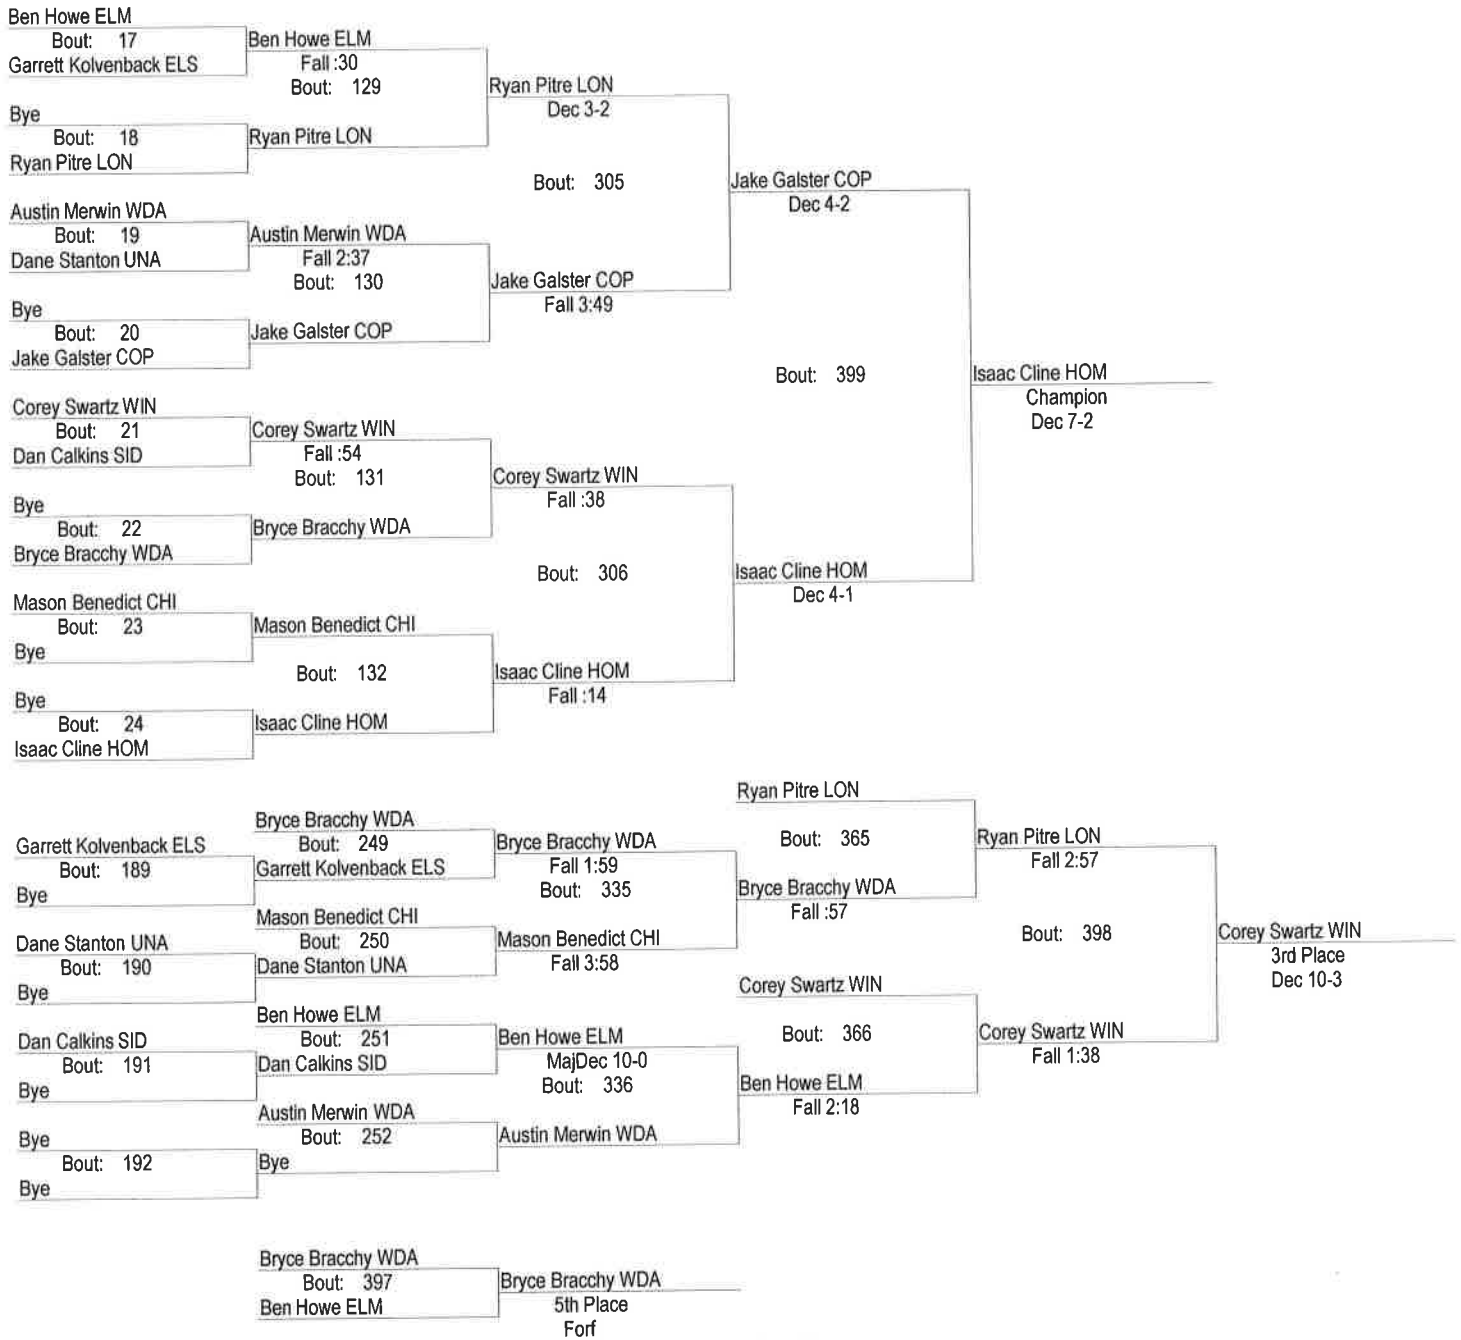 Ben Howe ELM
Bout: 17
Garrett Kolvenback ELS
Ben Howe ELM
Fall :30
Bout: 129
Bye
Bout: 18
Ryan Pitre LON
Ryan Pitre LON
Ryan Pitre LON
Dec 3-2
Bout: 305
Austin Merwin WDA
Bout: 19
Dane Stanton UNA
Austin Merwin WDA
Fall 2:37
Bout: 130
Bye
Bout: 20
Jake Galster COP
Jake Galster COP
Jake Galster COP
Fall 3:49
Jake Galster COP
Dec 4-2
Bout: 399
Corey Swartz WIN
Bout: 21
Dan Calkins SID
Corey Swartz WIN
Fall :54
Bout: 131
Bye
Bout: 22
Bryce Bracchy WDA
Bryce Bracchy WDA
Corey Swartz WIN
Fall :38
Bout: 306
Mason Benedict CHI
Bout: 23
Bye
Mason Benedict CHI
Bout: 132
Bye
Bout: 24
Isaac Cline HOM
Isaac Cline HOM
Isaac Cline HOM
Fall :14
Isaac Cline HOM
Dec 4-1
Isaac Cline HOM
Champion
Dec 7-2
Garrett Kolvenback ELS
Bout: 189
Bye
Bryce Bracchy WDA
Bout: 249
Garrett Kolvenback ELS
Bryce Bracchy WDA
Fall 1:59
Bout: 335
Dane Stanton UNA
Bout: 190
Bye
Mason Benedict CHI
Bout: 250
Dane Stanton UNA
Mason Benedict CHI
Fall 3:58
Ryan Pitre LON
Bout: 365
Bryce Bracchy WDA
Fall :57
Ryan Pitre LON
Fall 2:57
Bout: 398
Dan Calkins SID
Bout: 191
Bye
Ben Howe ELM
Bout: 251
Dan Calkins SID
Ben Howe ELM
MajDec 10-0
Bout: 336
Bye
Bout: 192
Bye
Austin Merwin WDA
Bout: 252
Bye
Austin Merwin WDA
Corey Swartz WIN
Bout: 366
Ben Howe ELM
Fall 2:18
Corey Swartz WIN
Fall 1:38
Corey Swartz WIN
3rd Place
Dec 10-3
Bryce Bracchy WDA
Bout: 397
Ben Howe ELM
Bryce Bracchy WDA
5th Place
Forf